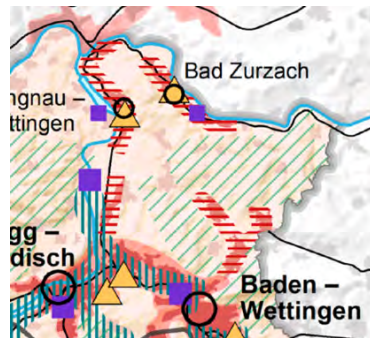 Bad Zurzach
ngnau –
ttingen
gg –
disch
Baden –
Wettingen